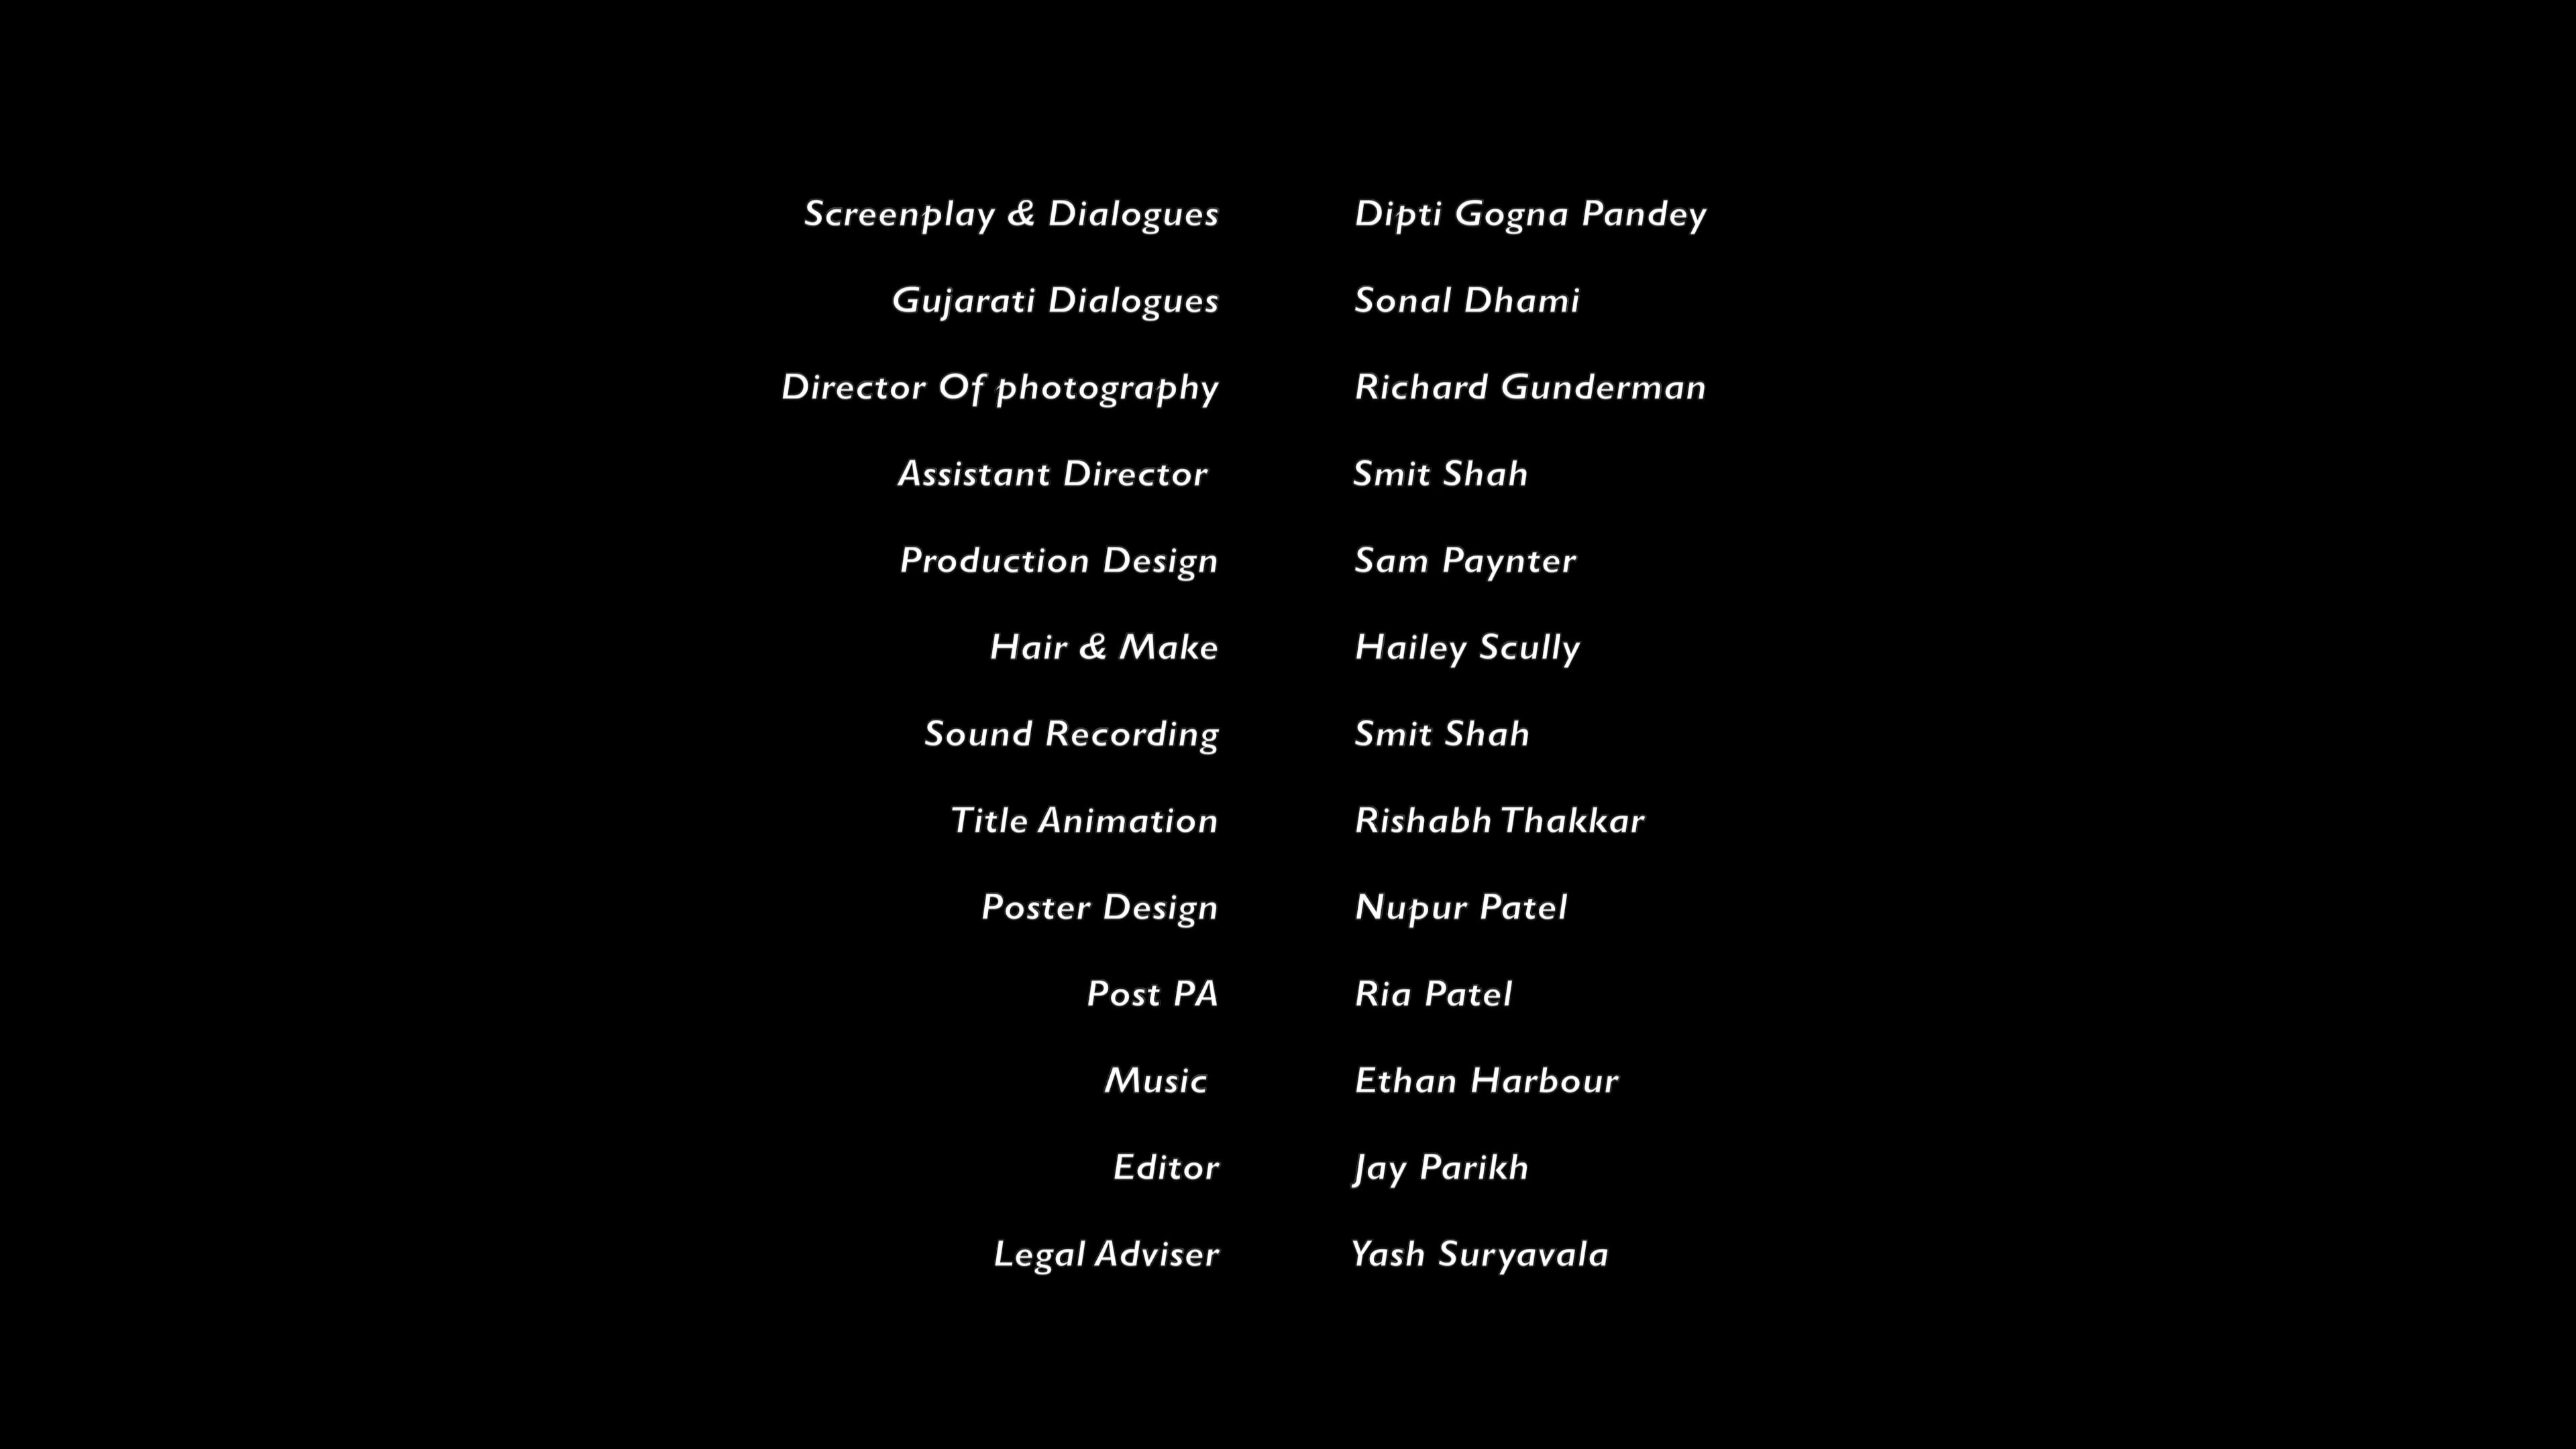 Screenplay & Dialogues Dipti Gogna Pandey
Gujarati Dialogues Sonal Dhami
Director Of photography Richard Gunderman
Assistant Director Smit Shah
Production Design Sam Paynter
Hair & Make Hailey Scully
Sound Recording Smit Shah
Title Animation Rishabh Thakkar
Poster Design Nupur Patel
Post PA Ria Patel
Music Ethan Harbour
Editor Jay Parikh
Legal Adviser Yash Suryavala